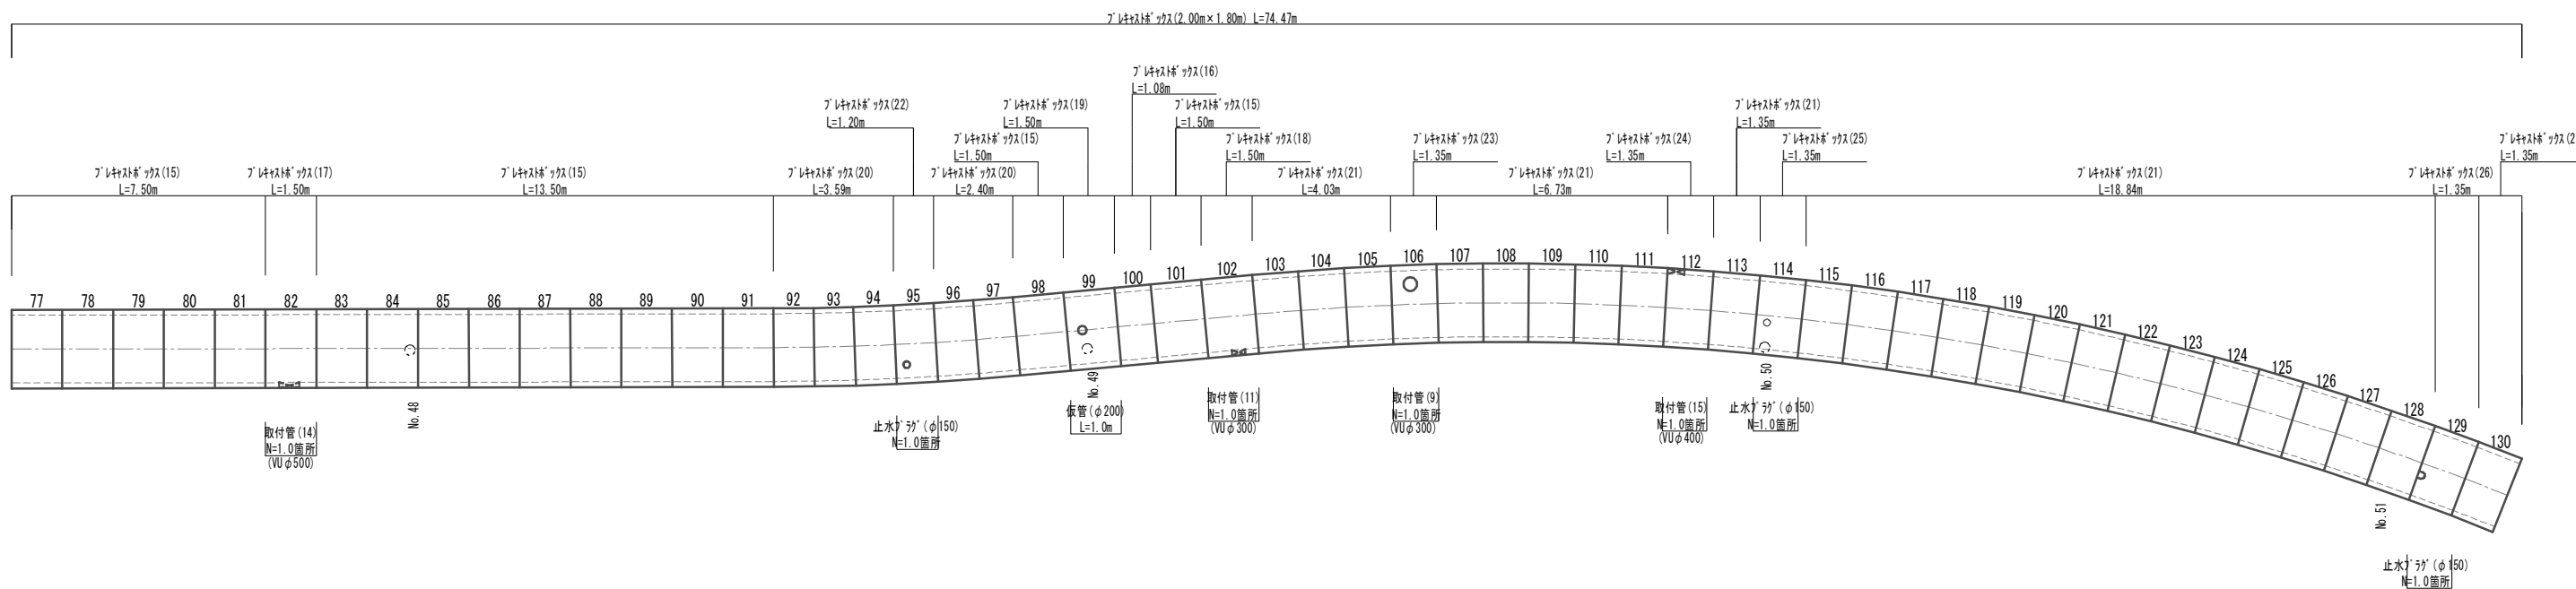 ﾌﾟﾚｷｬｽﾄﾎﾞｯｸｽ(2.00m×1.80m) L=74.47m
ﾌﾟﾚｷｬｽﾄﾎﾞｯｸｽ(16)
L=1.08m
ﾌﾟﾚｷｬｽﾄﾎﾞｯｸｽ(22)
L=1.20m
ﾌﾟﾚｷｬｽﾄﾎﾞｯｸｽ(19)
L=1.50m
ﾌﾟﾚｷｬｽﾄﾎﾞｯｸｽ(15)
L=1.50m
ﾌﾟﾚｷｬｽﾄﾎﾞｯｸｽ(21)
L=1.35m
ﾌﾟﾚｷｬｽﾄﾎﾞｯｸｽ(15)
L=1.50m
ﾌﾟﾚｷｬｽﾄﾎﾞｯｸｽ(18)
L=1.50m
ﾌﾟﾚｷｬｽﾄﾎﾞｯｸｽ(23)
L=1.35m
ﾌﾟﾚｷｬｽﾄﾎﾞｯｸｽ(24)
L=1.35m
ﾌﾟﾚｷｬｽﾄﾎﾞｯｸｽ(25)
L=1.35m
ﾌﾟﾚｷｬｽﾄﾎﾞｯｸｽ(2
L=1.35m
ﾌﾟﾚｷｬｽﾄﾎﾞｯｸｽ(15)
L=7.50m
ﾌﾟﾚｷｬｽﾄﾎﾞｯｸｽ(17)
L=1.50m
ﾌﾟﾚｷｬｽﾄﾎﾞｯｸｽ(15)
L=13.50m
ﾌﾟﾚｷｬｽﾄﾎﾞｯｸｽ(20)
L=3.59m
ﾌﾟﾚｷｬｽﾄﾎﾞｯｸｽ(20)
L=2.40m
ﾌﾟﾚｷｬｽﾄﾎﾞｯｸｽ(21)
L=4.03m
ﾌﾟﾚｷｬｽﾄﾎﾞｯｸｽ(21)
L=6.73m
ﾌﾟﾚｷｬｽﾄﾎﾞｯｸｽ(21)
L=18.84m
ﾌﾟﾚｷｬｽﾄﾎﾞｯｸｽ(26)
L=1.35m
77 78 79 80 81 82 83 84 85 86 87 88 89 90 91 92 93 94 95 96 97 98 99 100 101 102 103 104 105 106 107 108 109 110 111 112 113 114 115 116 117 118 119 120 121 122 123 124 125 126 127 128 129 130
No.48
No.49
No.50
No.51
取付管(14)
N=1.0箇所
(VUφ500)
止水ﾌﾟﾗｸﾞ(φ150)
N=1.0箇所
仮管(φ200)
L=1.0m
取付管(11)
N=1.0箇所
(VUφ300)
取付管(9)
N=1.0箇所
(VUφ300)
取付管(15)
N=1.0箇所
(VUφ400)
止水ﾌﾟﾗｸﾞ(φ150)
N=1.0箇所
止水ﾌﾟﾗｸﾞ(φ150)
N=1.0箇所